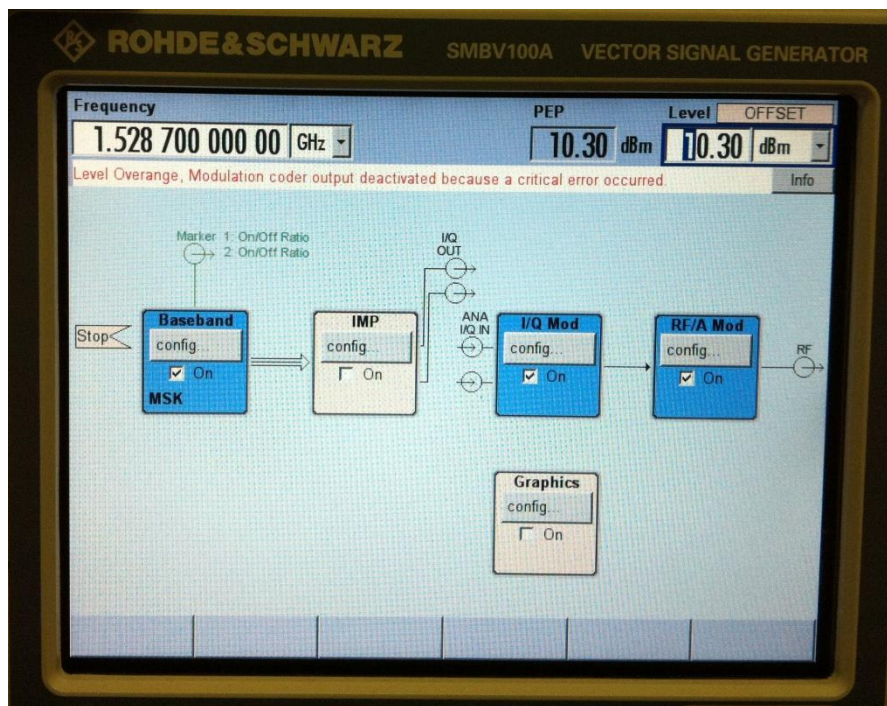 R/S ROHDE&SCHWARZ SMBV100A VECTOR SIGNAL GENERATOR
Frequency PEP Level OFFSET
1.528 700 000 00 GHz 10.30 dBm 10.30 dBm
Level Overange, Modulation coder output deactivated because a critical error occurred. Info
Marker 1: On/Off Ratio
2: On/Off Ratio
I/Q
OUT
Stop
Baseband
config...
On
MSK
IMP
config...
On
ANA
I/Q IN
I/Q Mod
config...
On
RF/A Mod
config...
On
RF
Graphics
config...
On